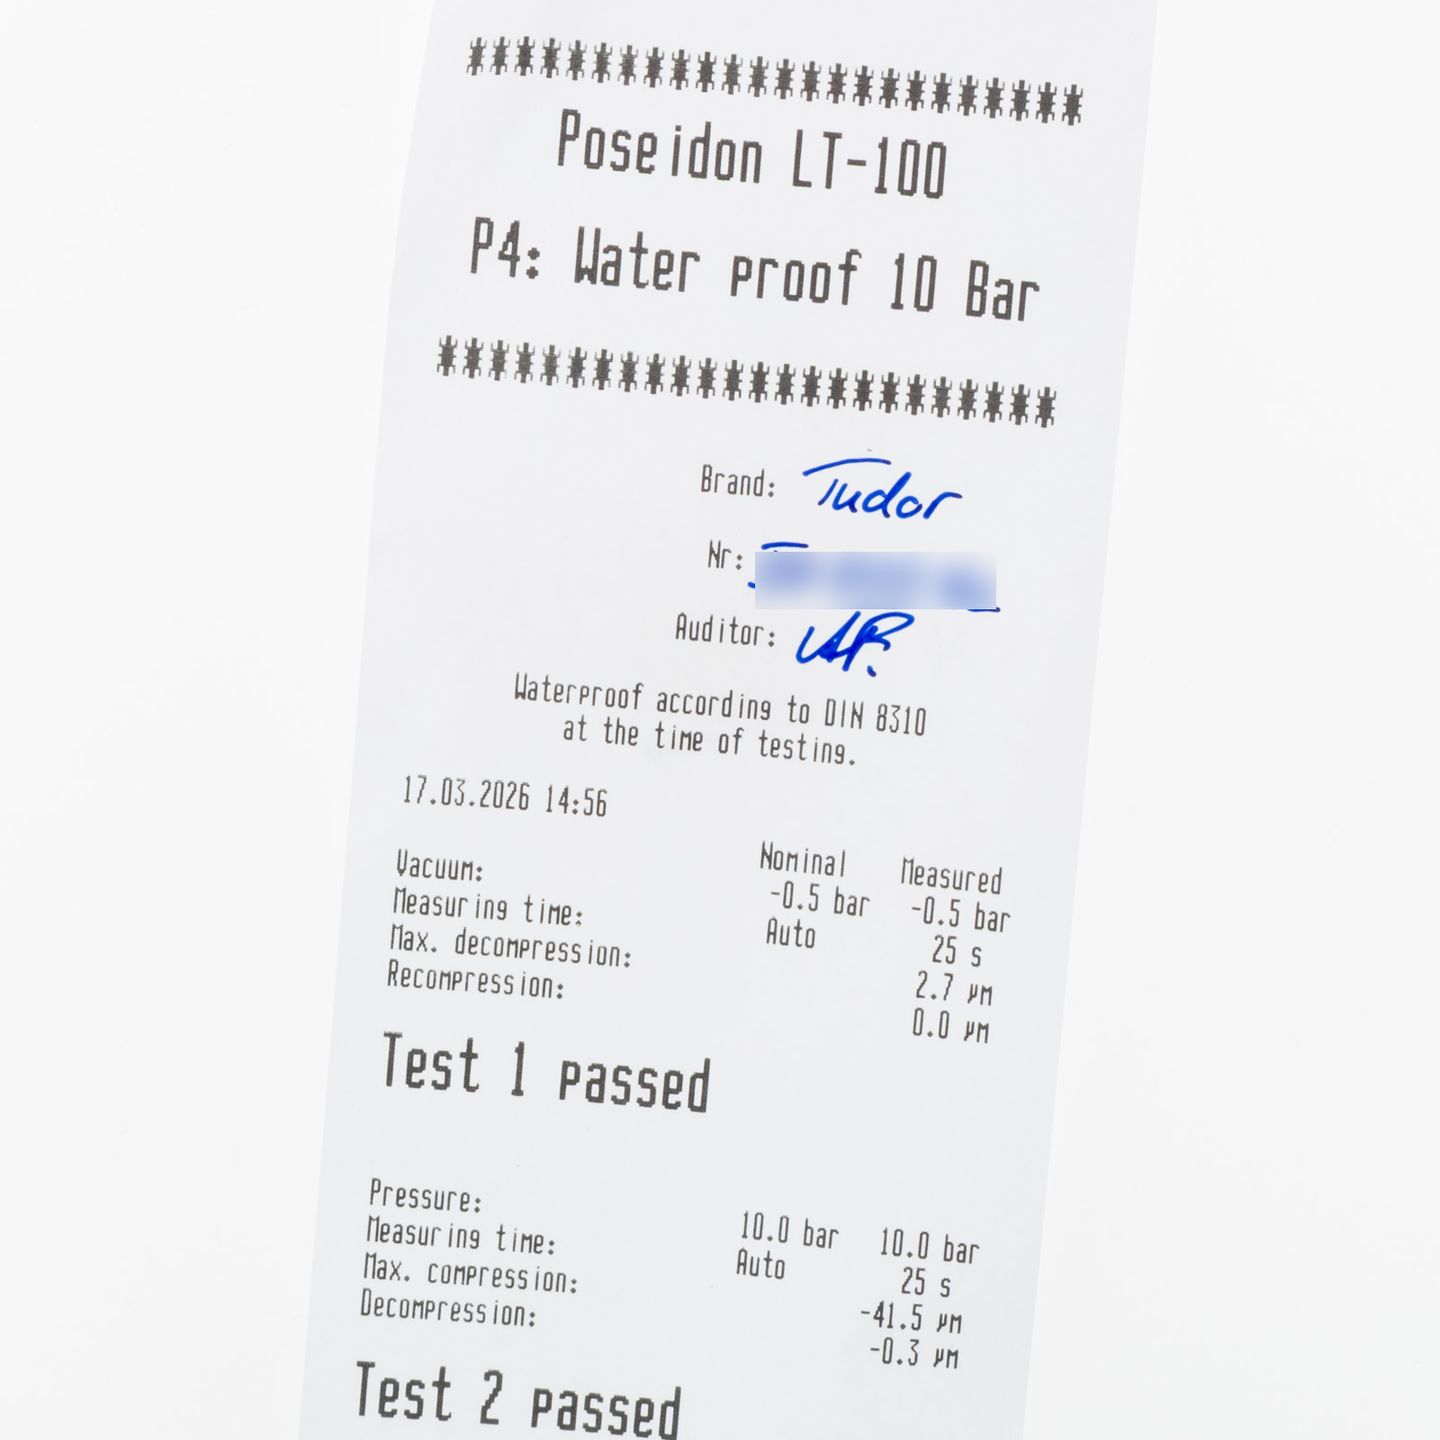 Poseidon LT-100
P4: Water proof 10 Bar
Brand: Tudor
Nr:
Auditor:
Waterproof according to DIN 8310
at the time of testing.
17.03.2026 14:56
Nominal Measured
Vacuum: -0.5 bar -0.5 bar
Measuring time: Auto 25 s
Max. decompression: 2.7 µm
Recompression: 0.0 µm
Test 1 passed
Pressure: 10.0 bar 10.0 bar
Measuring time: Auto 25 s
Max. compression: -41.5 µm
Decompression: -0.3 µm
Test 2 passed